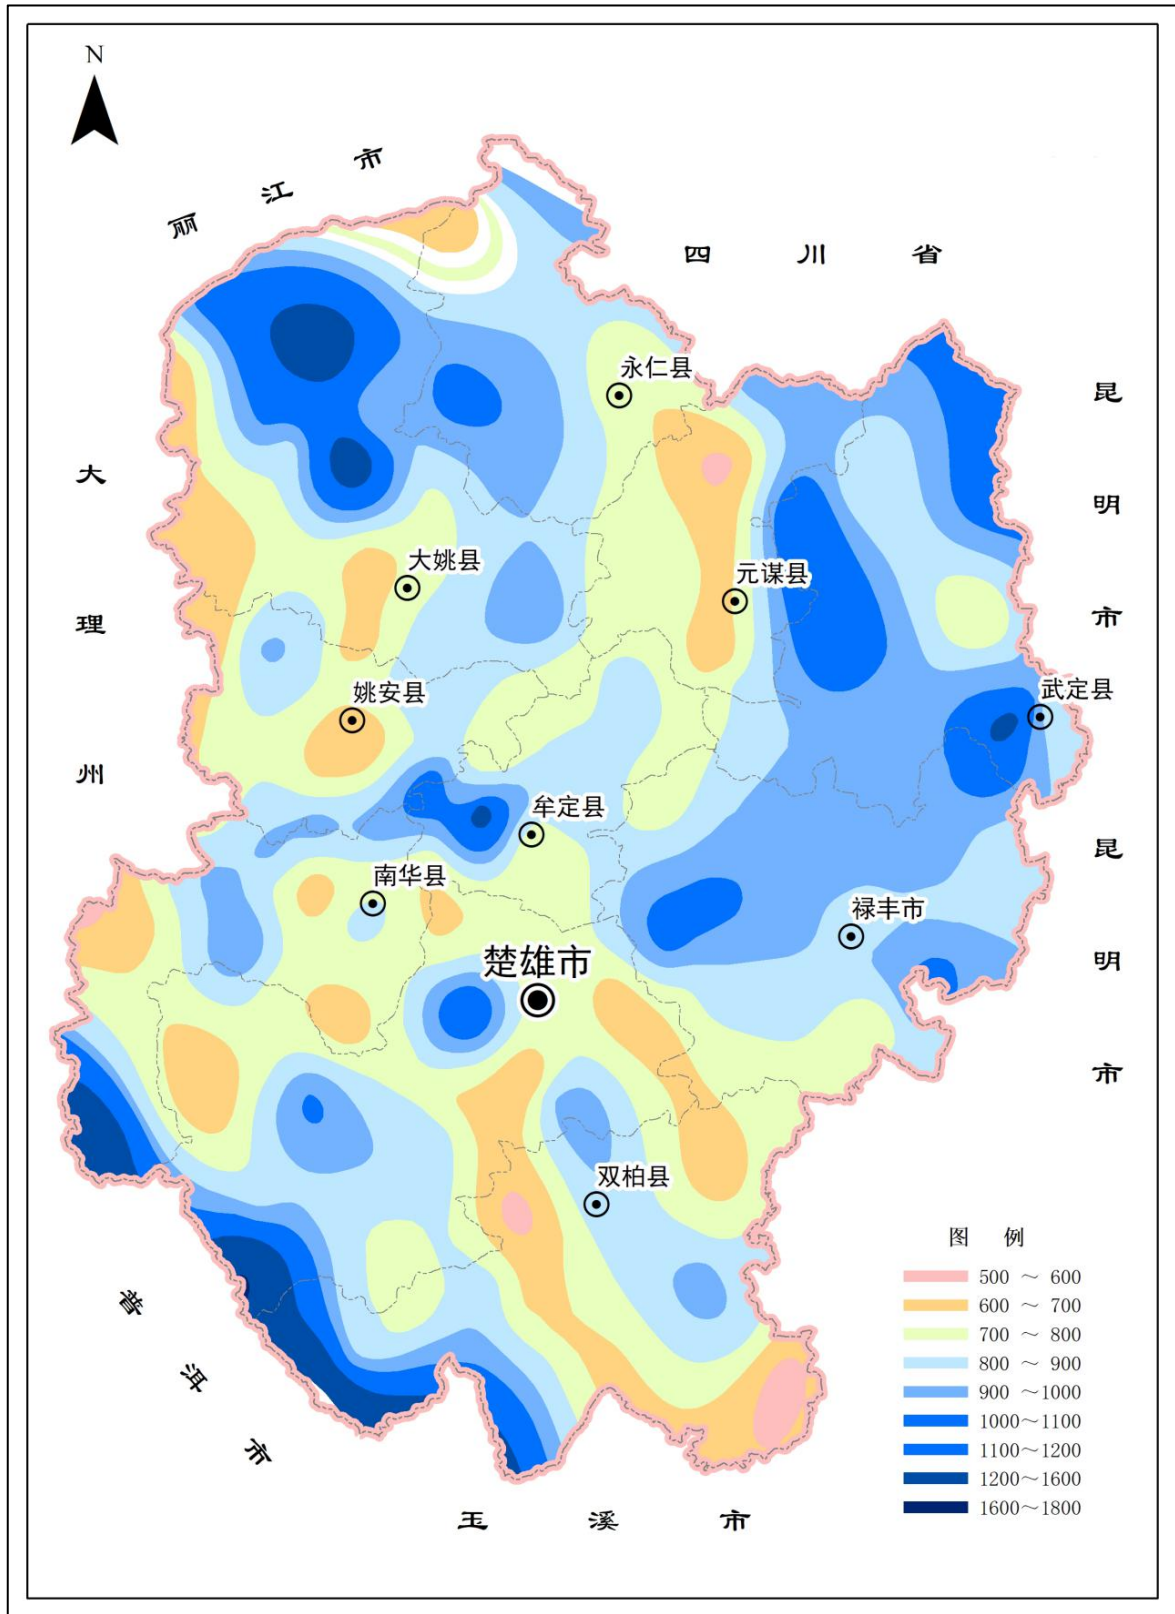 N
丽江市
四川省
昆明市
大理州
永仁县
大姚县
元谋县
姚安县
武定县
牟定县
南华县
禄丰市
楚雄市
昆明市
双柏县
普洱市
玉溪市
图 例
500 ～ 600
600 ～ 700
700 ～ 800
800 ～ 900
900 ～1000
1000～1100
1100～1200
1200～1600
1600～1800